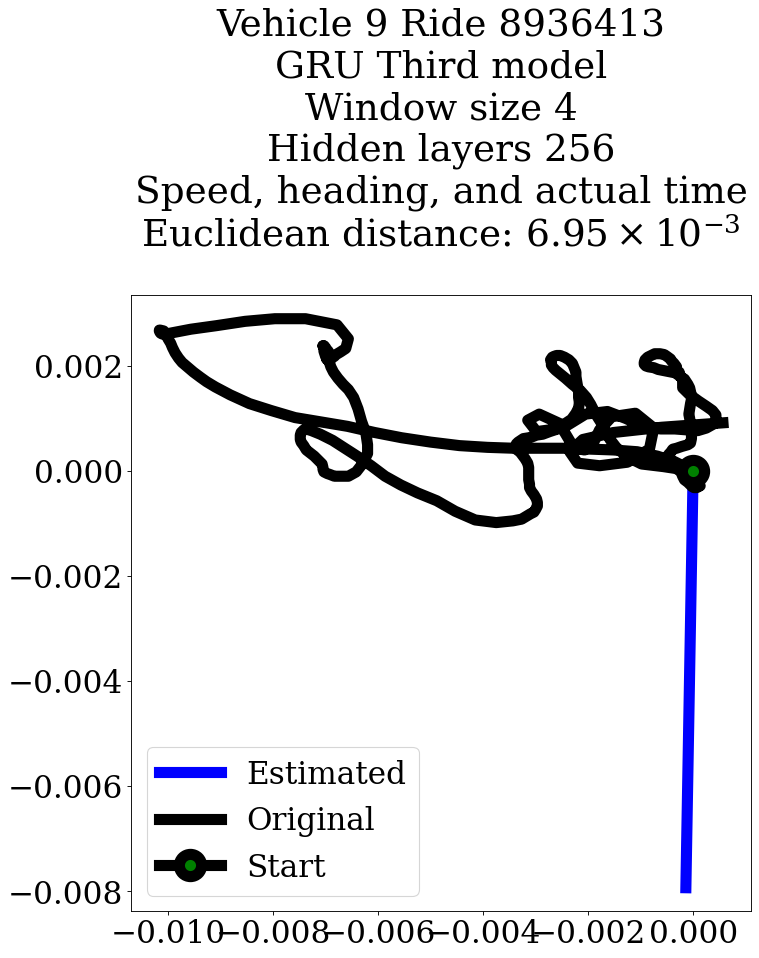 Vehicle 9 Ride 8936413
GRU Third model
Window size 4
Hidden layers 256
Speed, heading, and actual time
Euclidean distance: 6.95 × 10⁻³
0.002
0.000
−0.002
−0.004
−0.006
−0.008
Estimated
Original
Start
−0.010 −0.008 −0.006 −0.004 −0.002 0.000